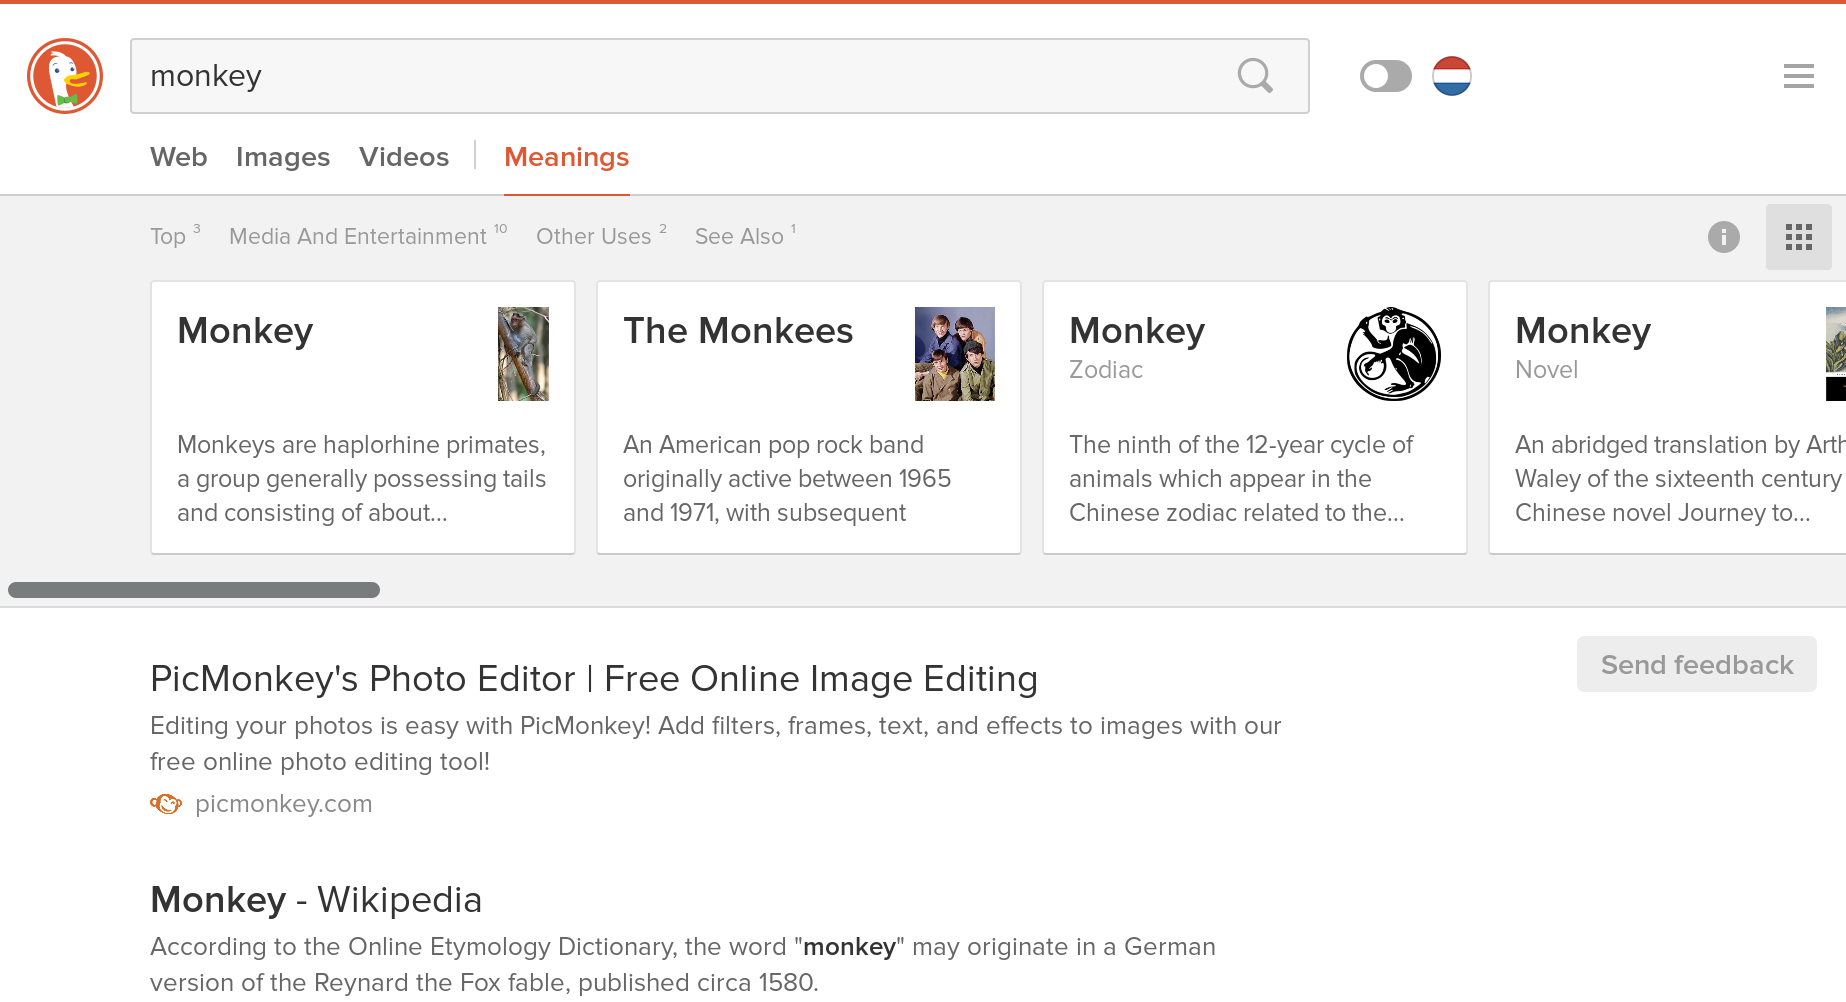 monkey
Web Images Videos Meanings
Top 3 Media And Entertainment 10 Other Uses 2 See Also 1
Monkey
Monkeys are haplorhine primates,
a group generally possessing tails
and consisting of about...
The Monkees
An American pop rock band
originally active between 1965
and 1971, with subsequent
Monkey
Zodiac
The ninth of the 12-year cycle of
animals which appear in the
Chinese zodiac related to the...
Monkey
Novel
An abridged translation by Arth
Waley of the sixteenth century
Chinese novel Journey to...
Send feedback
PicMonkey's Photo Editor | Free Online Image Editing
Editing your photos is easy with PicMonkey! Add filters, frames, text, and effects to images with our
free online photo editing tool!
picmonkey.com
Monkey - Wikipedia
According to the Online Etymology Dictionary, the word "monkey" may originate in a German
version of the Reynard the Fox fable, published circa 1580.